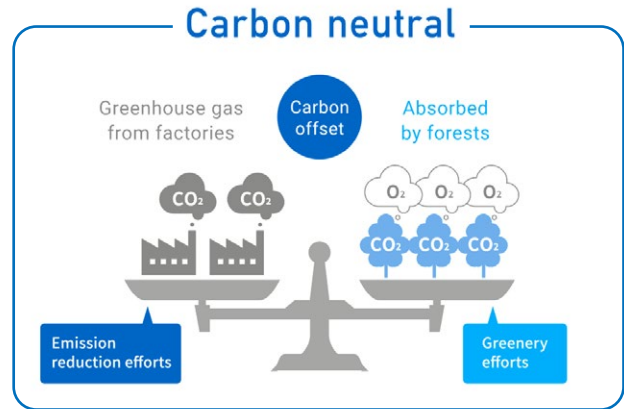 Carbon neutral
Greenhouse gas
from factories
Carbon
offset
Absorbed
by forests
CO₂ CO₂
O₂ O₂ O₂
CO₂ CO₂ CO₂
Emission
reduction efforts
Greenery
efforts